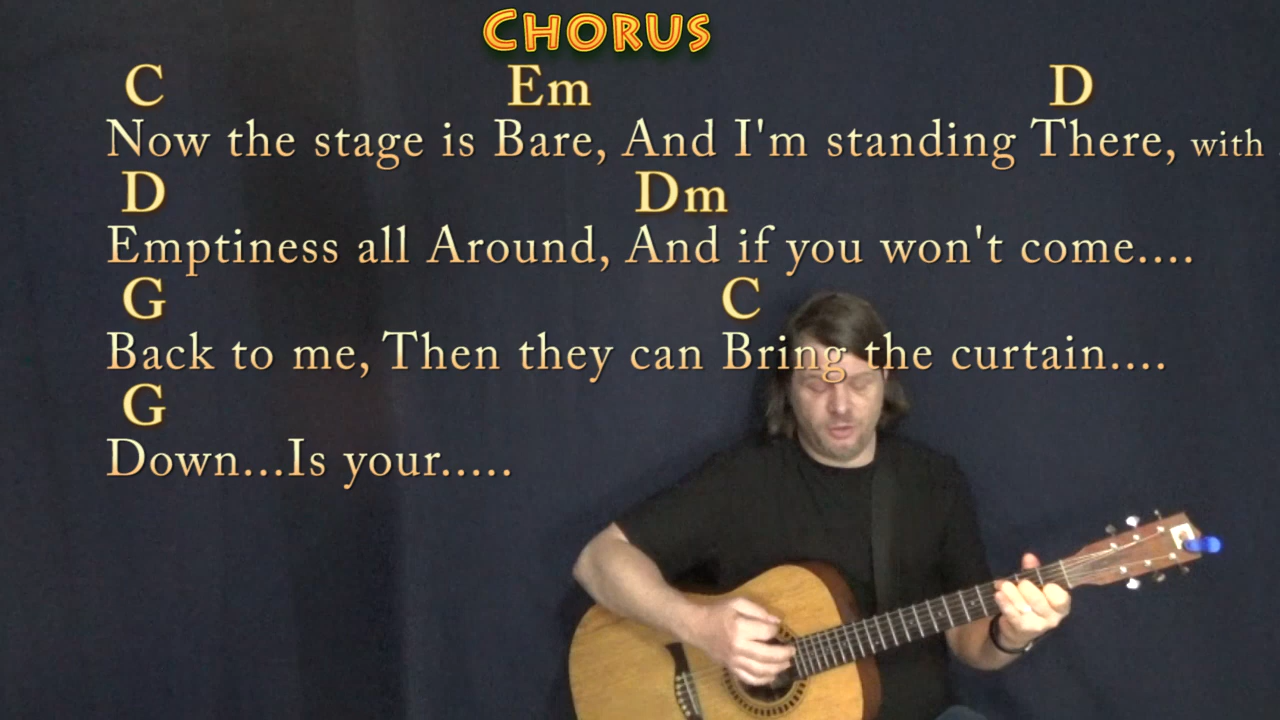 CHORUS
C Em D
Now the stage is Bare, And I'm standing There, with
D Dm
Emptiness all Around, And if you won't come....
G C
Back to me, Then they can Bring the curtain....
G
Down...Is your.....